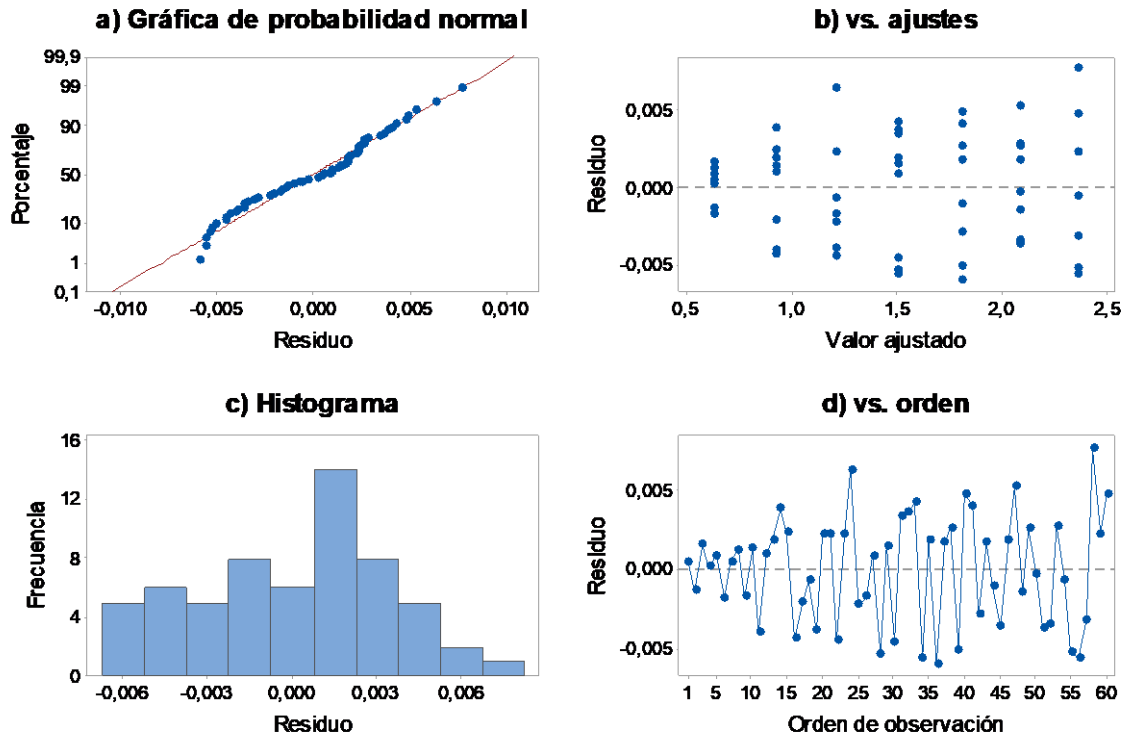 a) Gráfica de probabilidad normal
99,9
99
90
50
10
1
0,1
Porcentaje
-0,010 -0,005 0,000 0,005 0,010
Residuo
b) vs. ajustes
0,005
0,000
-0,005
Residuo
0,5 1,0 1,5 2,0 2,5
Valor ajustado
c) Histograma
16
12
8
4
0
Frecuencia
-0,006 -0,003 0,000 0,003 0,006
Residuo
d) vs. orden
0,005
0,000
-0,005
Residuo
1 5 10 15 20 25 30 35 40 45 50 55 60
Orden de observación